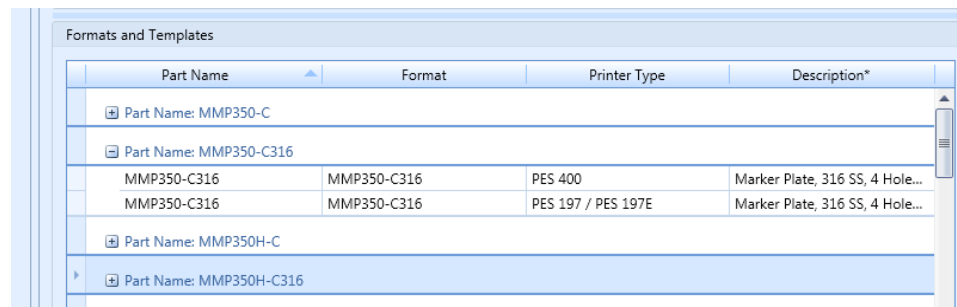 Formats and Templates
Part Name Format Printer Type Description*
Part Name: MMP350-C
Part Name: MMP350-C316
MMP350-C316 MMP350-C316 PES 400 Marker Plate, 316 SS, 4 Hole...
MMP350-C316 MMP350-C316 PES 197 / PES 197E Marker Plate, 316 SS, 4 Hole...
Part Name: MMP350H-C
Part Name: MMP350H-C316